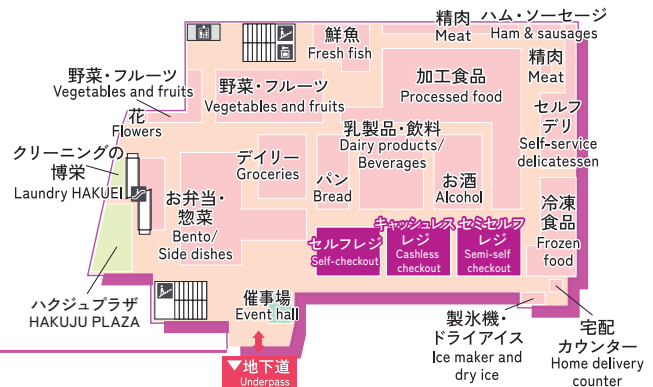 精肉
Meat
ハム・ソーセージ
Ham & sausages
鮮魚
Fresh fish
精肉
Meat
野菜・フルーツ
Vegetables and fruits
野菜・フルーツ
Vegetables and fruits
加工食品
Processed food
花
Flowers
セルフ
デリ
Self-service
delicatessen
乳製品・飲料
Dairy products/
Beverages
クリーニングの
博栄
Laundry HAKUEI
デイリー
Groceries
パン
Bread
お酒
Alcohol
お弁当・
惣菜
Bento/
Side dishes
冷凍
食品
Frozen
food
セルフレジ
Self-checkout
キャッシュレス
レジ
Cashless
checkout
セミセルフ
レジ
Semi-self
checkout
ハクジュプラザ
HAKUJU PLAZA
催事場
Event hall
製氷機・
ドライアイス
Ice maker and
dry ice
宅配
カウンター
Home delivery
counter
▼地下道
Underpass